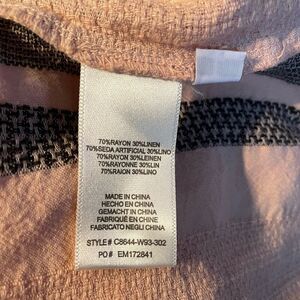 70%RAYON 30%LINEN
70%SEDA ARTIFICIAL 30%LINO
70%RAYON 30%LEINEN
70%RAYONNE 30%LIN
70%RAION 30%LINO
MADE IN CHINA
HECHO EN CHINA
GEMACHT IN CHINA
FABRIQUÉ EN CHINE
FABRICATO NEGLI CHINA
STYLE# C8644-W93-302
PO# EM172841